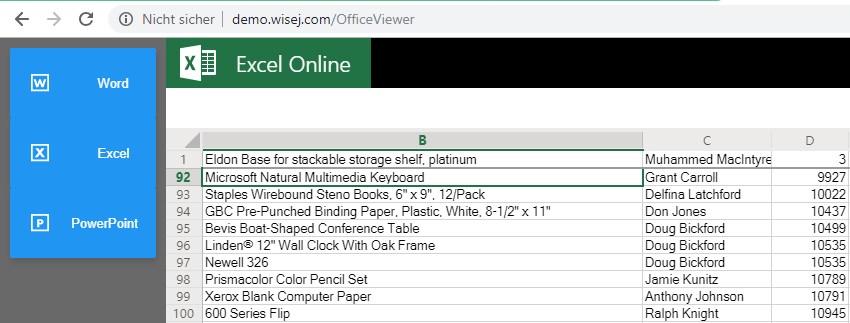 Nicht sicher | demo.wisej.com/OfficeViewer
W Word
X Excel
P PowerPoint
X Excel Online
B C D
1 Eldon Base for stackable storage shelf, platinum Muhammed MacIntyre 3
92 Microsoft Natural Multimedia Keyboard Grant Carroll 9927
93 Staples Wirebound Steno Books, 6" x 9", 12/Pack Delfina Latchford 10022
94 GBC Pre-Punched Binding Paper, Plastic, White, 8-1/2" x 11" Don Jones 10437
95 Bevis Boat-Shaped Conference Table Doug Bickford 10499
96 Linden® 12" Wall Clock With Oak Frame Doug Bickford 10535
97 Newell 326 Doug Bickford 10535
98 Prismacolor Color Pencil Set Jamie Kunitz 10789
99 Xerox Blank Computer Paper Anthony Johnson 10791
100 600 Series Flip Ralph Knight 10945